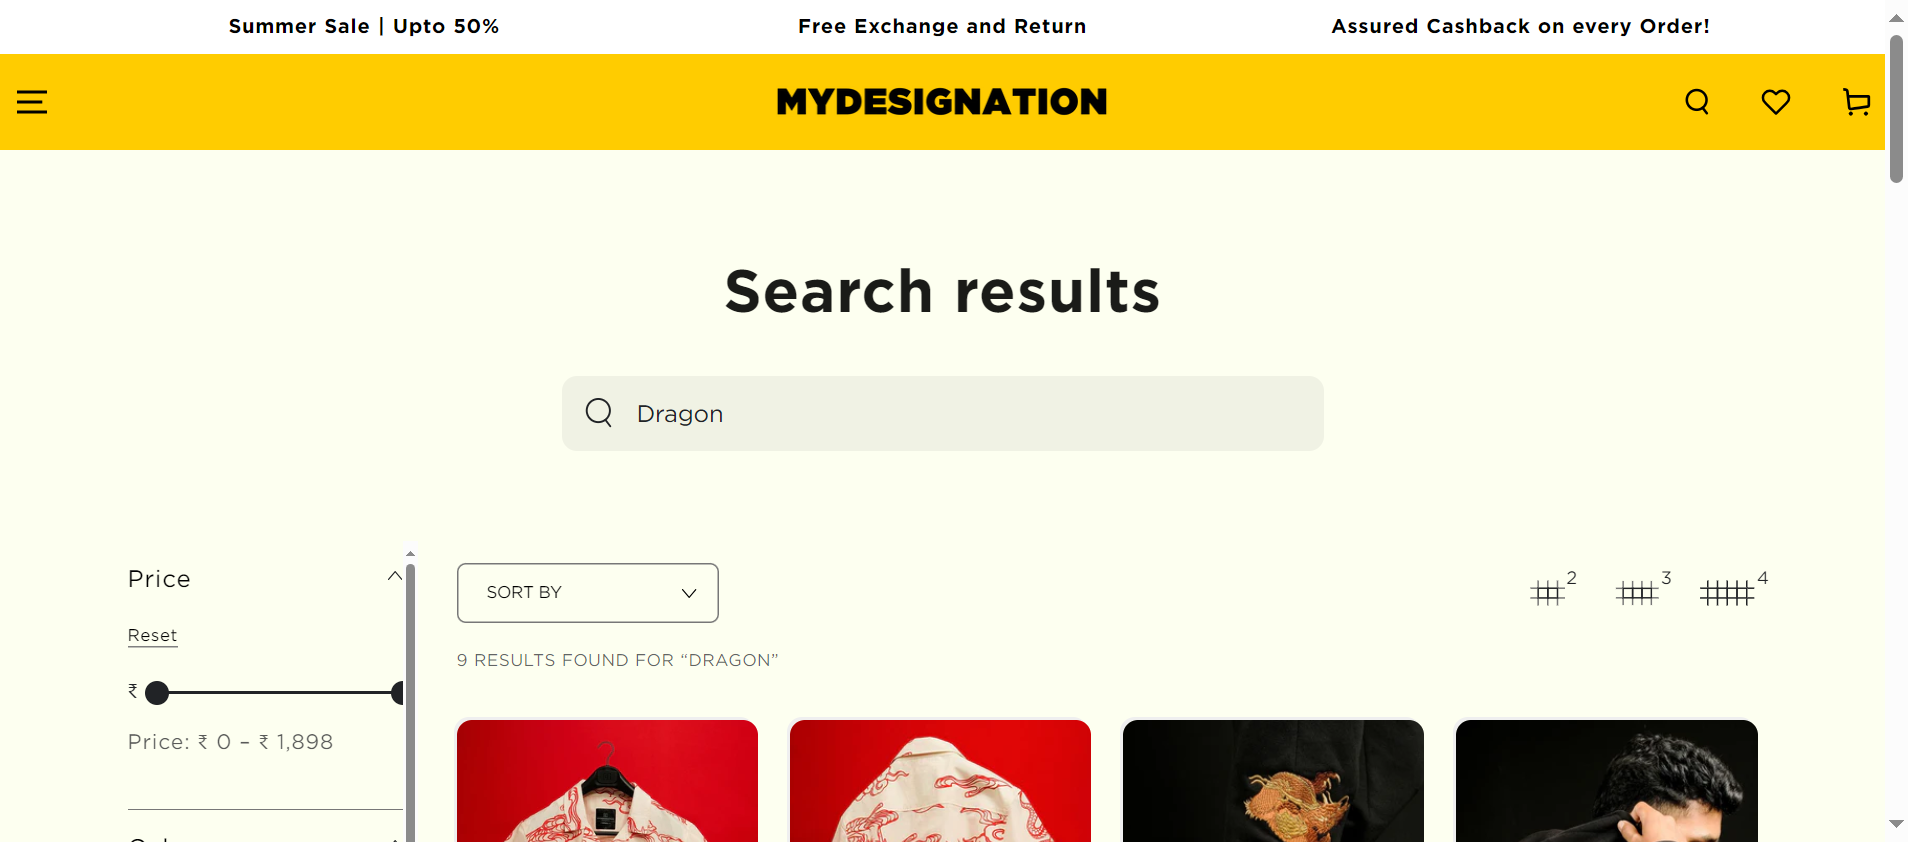 Summer Sale | Upto 50%
Free Exchange and Return
Assured Cashback on every Order!
MYDESIGNATION
Search results
Dragon
Price
Reset
₹
Price: ₹ 0 – ₹ 1,898
SORT BY
2
3
4
9 RESULTS FOUND FOR “DRAGON”